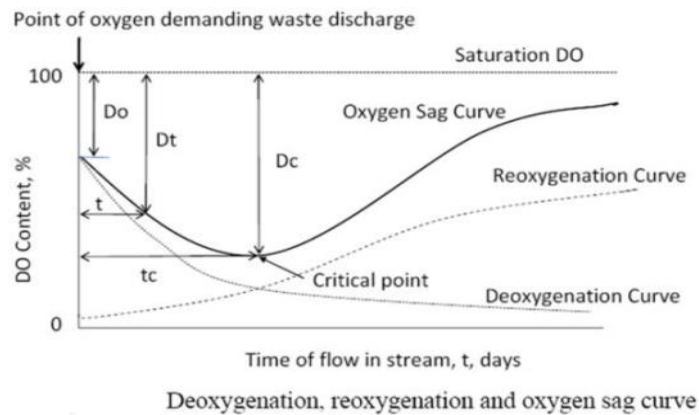 Point of oxygen demanding waste discharge
Saturation DO
100
Do
Oxygen Sag Curve
Dt
Dc
Reoxygenation Curve
t
DO Content, %
tc
Critical point
Deoxygenation Curve
0
Time of flow in stream, t, days
Deoxygenation, reoxygenation and oxygen sag curve